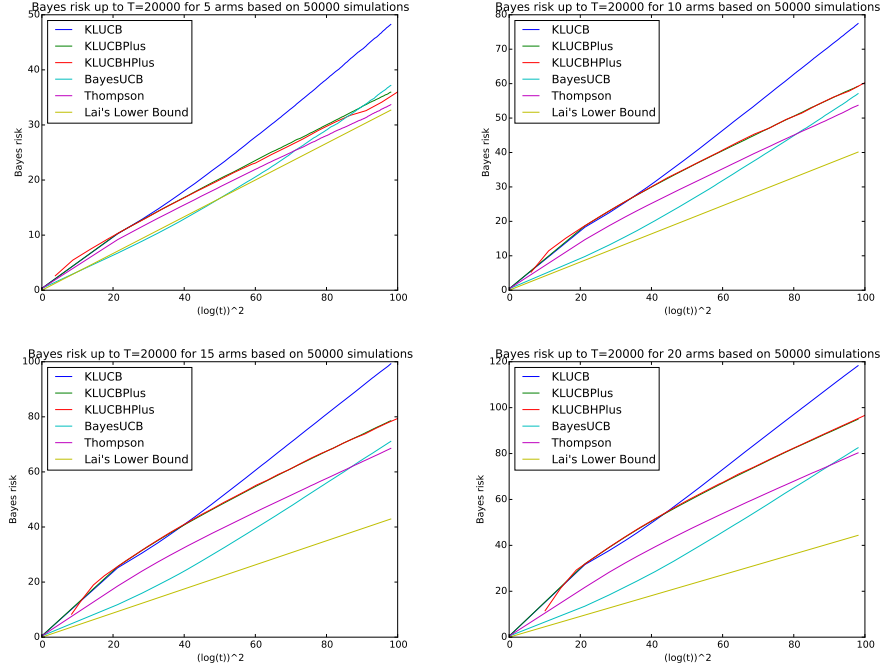 Bayes risk up to T=20000 for 5 arms based on 50000 simulations
50
40
30
20
10
0
Bayes risk
KLUCB
KLUCBPlus
KLUCBHPlus
BayesUCB
Thompson
Lai's Lower Bound
0 20 40 60 80 100
(log(t))^2
Bayes risk up to T=20000 for 10 arms based on 50000 simulations
80
70
60
50
40
30
20
10
0
Bayes risk
KLUCB
KLUCBPlus
KLUCBHPlus
BayesUCB
Thompson
Lai's Lower Bound
0 20 40 60 80 100
(log(t))^2
Bayes risk up to T=20000 for 15 arms based on 50000 simulations
100
80
60
40
20
0
Bayes risk
KLUCB
KLUCBPlus
KLUCBHPlus
BayesUCB
Thompson
Lai's Lower Bound
0 20 40 60 80 100
(log(t))^2
Bayes risk up to T=20000 for 20 arms based on 50000 simulations
120
100
80
60
40
20
0
Bayes risk
KLUCB
KLUCBPlus
KLUCBHPlus
BayesUCB
Thompson
Lai's Lower Bound
0 20 40 60 80 100
(log(t))^2